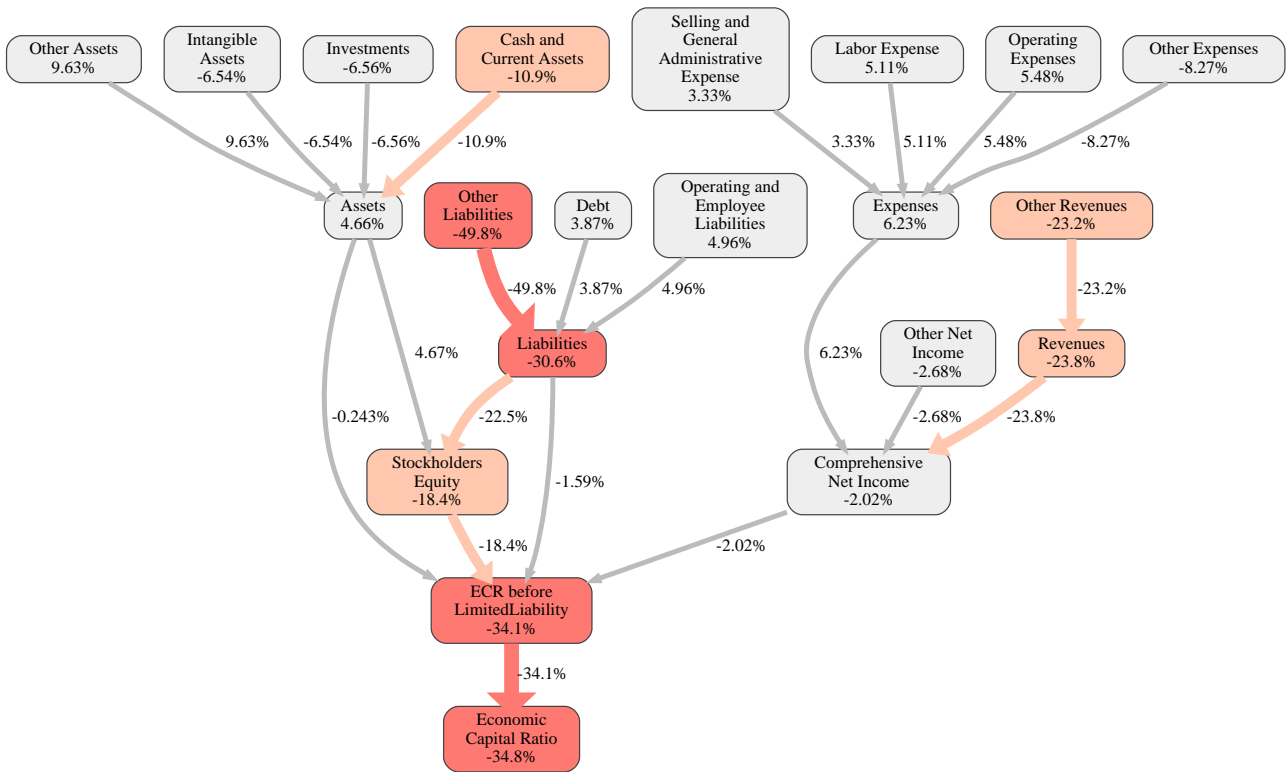 Other Assets
9.63%
Intangible
Assets
-6.54%
Investments
-6.56%
Cash and
Current Assets
-10.9%
Selling and
General
Administrative
Expense
3.33%
Labor Expense
5.11%
Operating
Expenses
5.48%
Other Expenses
-8.27%
9.63%
-6.54%
-6.56%
-10.9%
3.33%
5.11%
5.48%
-8.27%
Assets
4.66%
Other
Liabilities
-49.8%
Debt
3.87%
Operating and
Employee
Liabilities
4.96%
Expenses
6.23%
Other Revenues
-23.2%
-49.8%
3.87%
4.96%
-23.2%
Liabilities
-30.6%
Other Net
Income
-2.68%
Revenues
-23.8%
4.67%
6.23%
-0.243%
-22.5%
-2.68%
-23.8%
Stockholders
Equity
-18.4%
-1.59%
Comprehensive
Net Income
-2.02%
-18.4%
-2.02%
ECR before
LimitedLiability
-34.1%
-34.1%
Economic
Capital Ratio
-34.8%